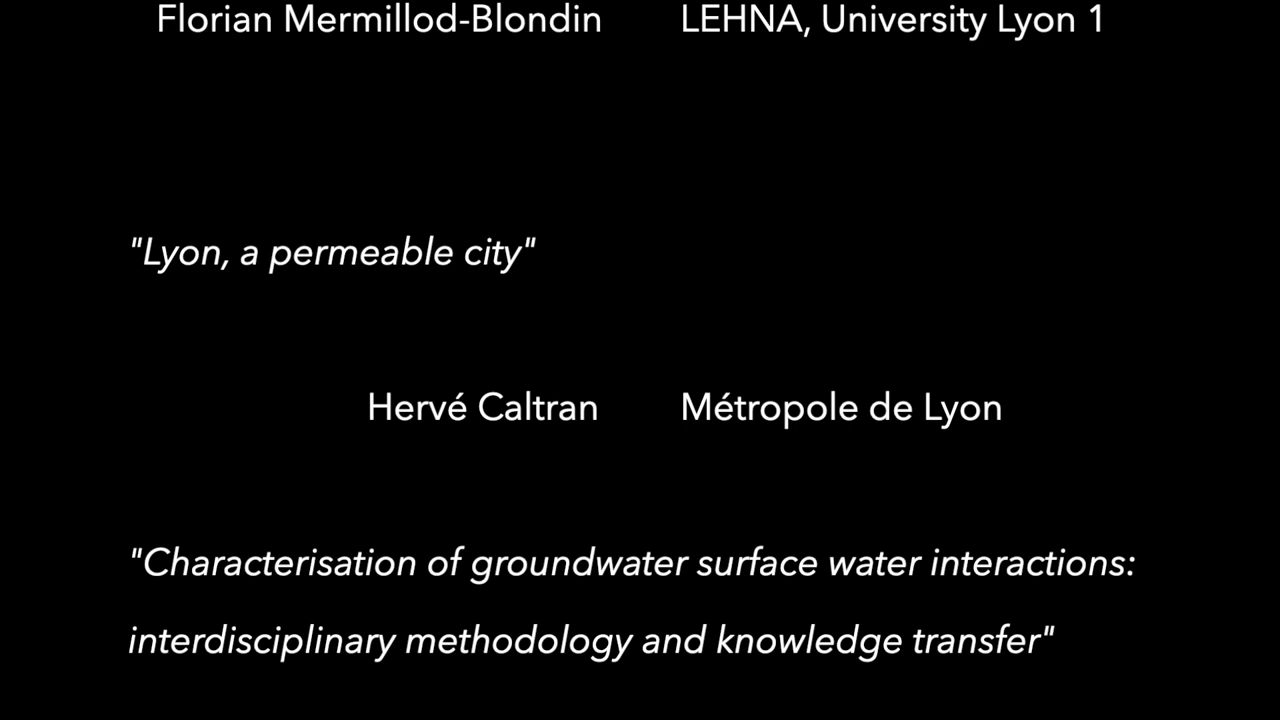 Florian Mermillod-Blondin LEHNA, University Lyon 1
"Lyon, a permeable city"
Hervé Caltran Métropole de Lyon
"Characterisation of groundwater surface water interactions:
interdisciplinary methodology and knowledge transfer"